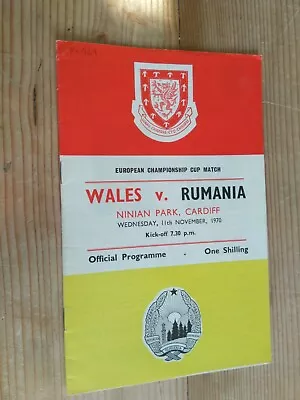 EUROPEAN CHAMPIONSHIP CUP MATCH
WALES v. RUMANIA
NINIAN PARK, CARDIFF
WEDNESDAY, 11th NOVEMBER, 1970
Kick-off 7.30 p.m.
Official Programme - One Shilling